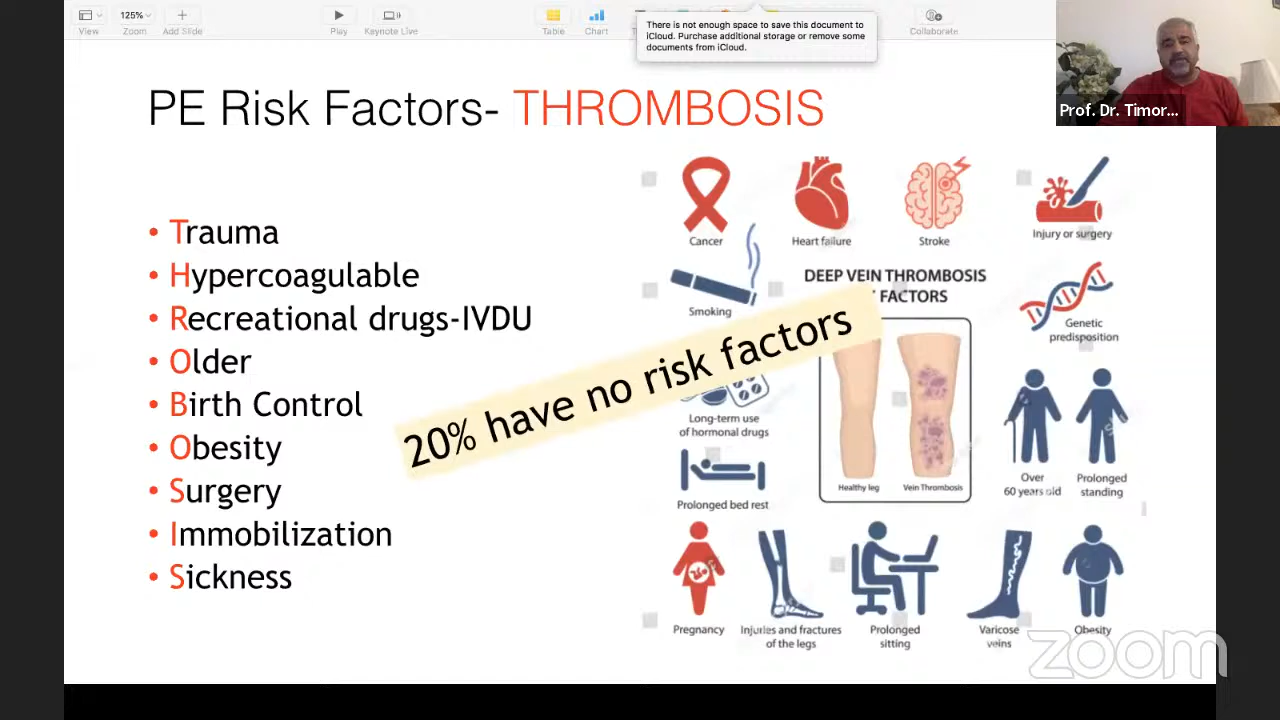 125%
View
Zoom
Add Slide
Play
Keynote Live
Table
Chart
Collaborate
There is not enough space to save this document to
iCloud. Purchase additional storage or remove some
documents from iCloud.
Prof. Dr. Timor...
PE Risk Factors- THROMBOSIS
• Trauma
• Hypercoagulable
• Recreational drugs-IVDU
• Older
• Birth Control
• Obesity
• Surgery
• Immobilization
• Sickness
20% have no risk factors
Cancer
Heart failure
Stroke
Injury or surgery
Smoking
DEEP VEIN THROMBOSIS
FACTORS
Genetic
predisposition
Long-term use
of hormonal drugs
Healthy leg
Vein Thrombosis
Over
60 years old
Prolonged
standing
Prolonged bed rest
Pregnancy
Injuries and fractures
of the legs
Prolonged
sitting
Varicose
veins
Obesity
zoom